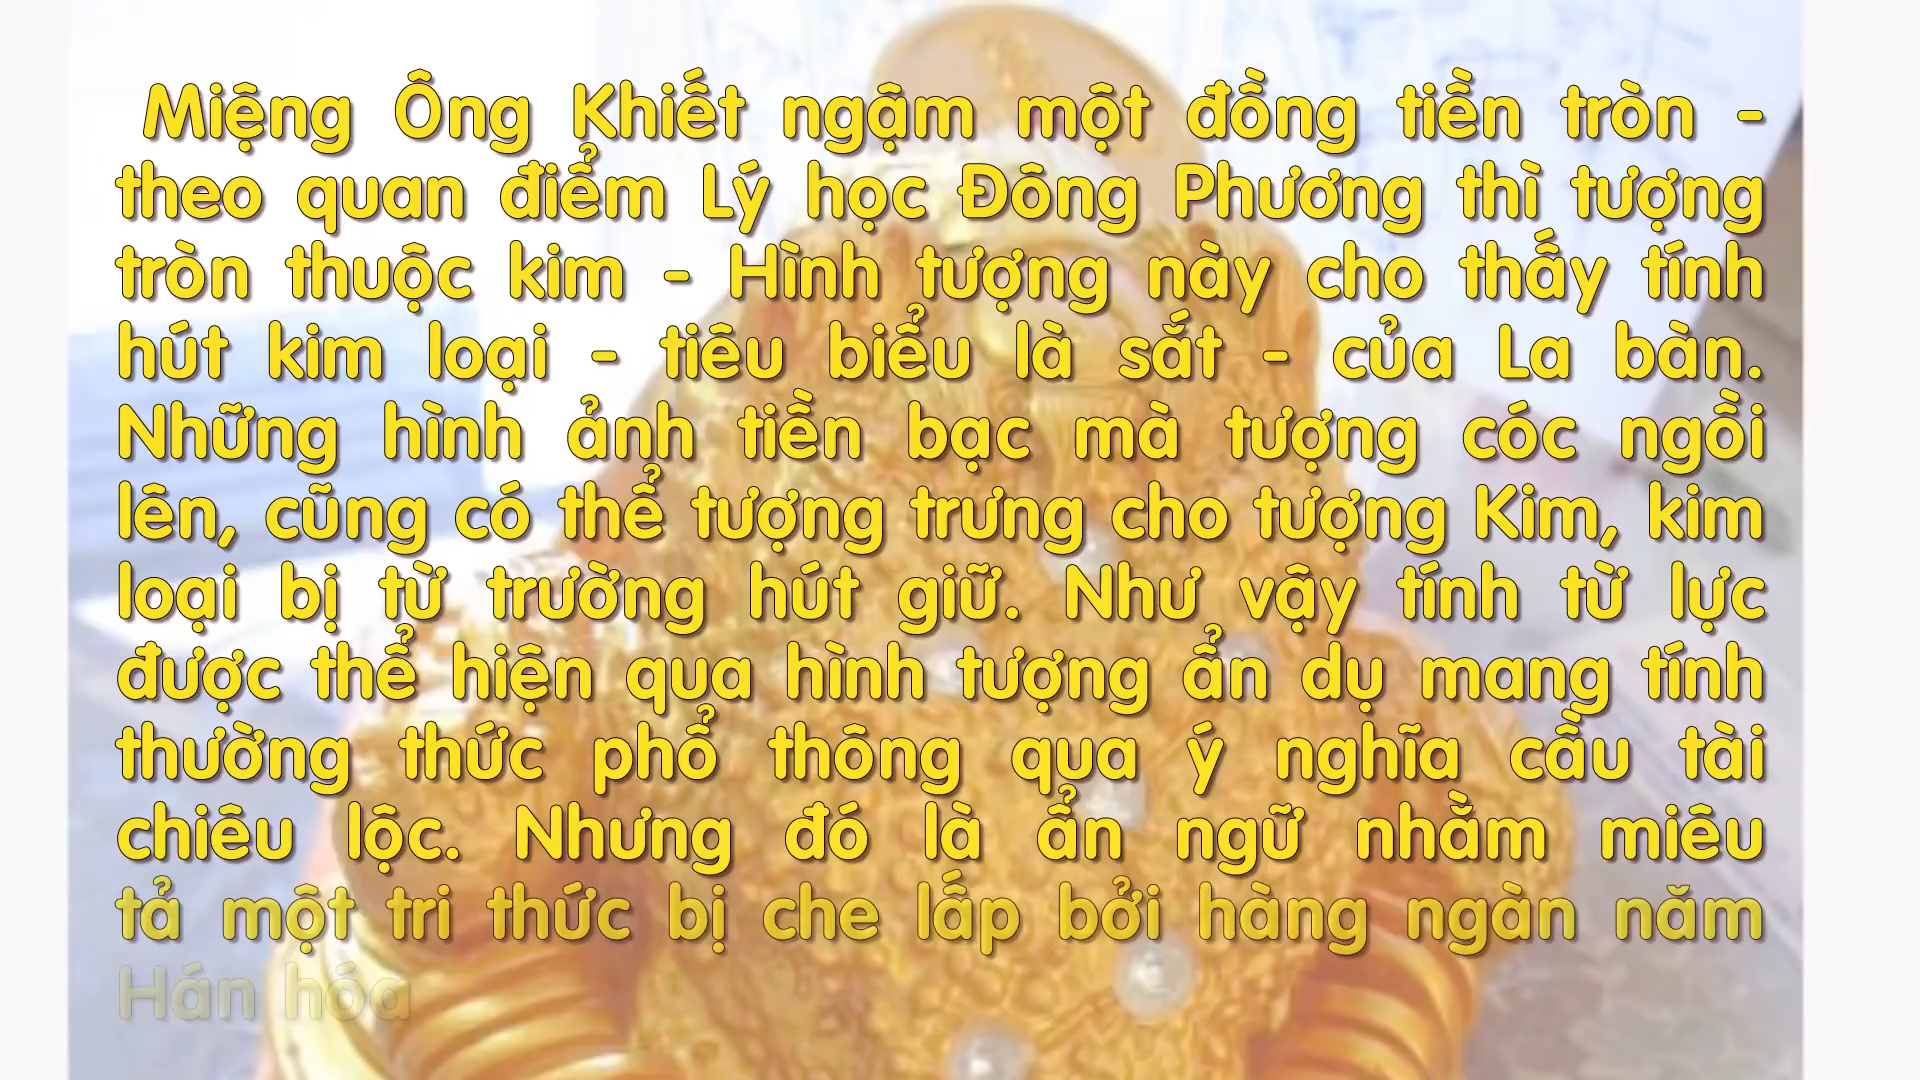 Miệng Ông Khiết ngậm một đồng tiền tròn -
theo quan điểm Lý học Đông Phương thì tượng
tròn thuộc kim - Hình tượng này cho thấy tính
hút kim loại - tiêu biểu là sắt - của La bàn.
Những hình ảnh tiền bạc mà tượng cóc ngồi
lên, cũng có thể tượng trưng cho tượng Kim, kim
loại bị từ trường hút giữ. Như vậy tính từ lực
được thể hiện qua hình tượng ẩn dụ mang tính
thường thức phổ thông qua ý nghĩa cầu tài
chiêu lộc. Nhưng đó là ẩn ngữ nhằm miêu
tả một tri thức bị che lấp bởi hàng ngàn năm
Hán hóa